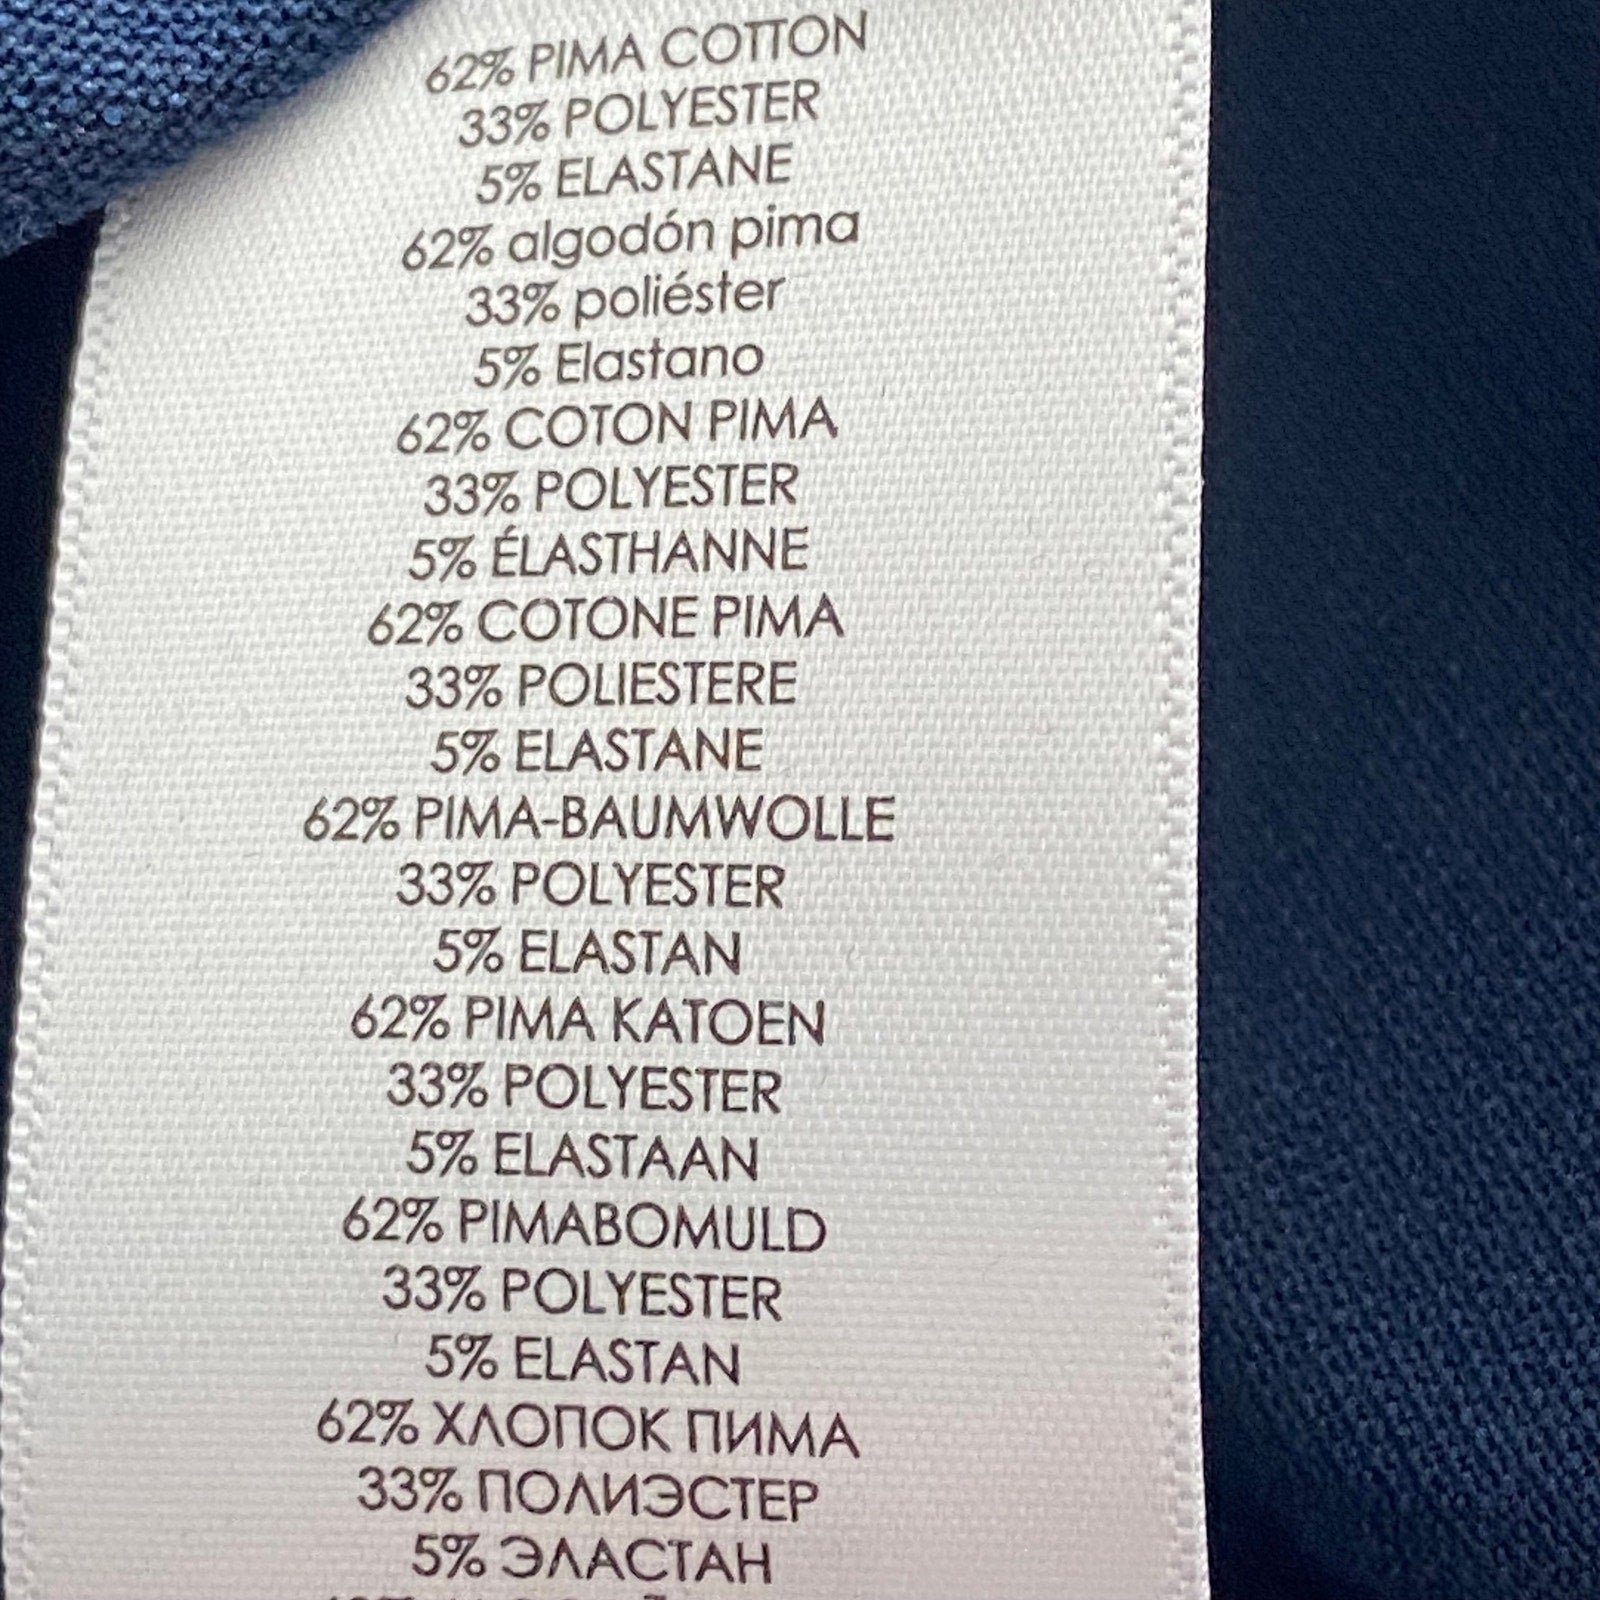 62% PIMA COTTON
33% POLYESTER
5% ELASTANE
62% algodón pima
33% poliéster
5% Elastano
62% COTON PIMA
33% POLYESTER
5% ÉLASTHANNE
62% COTONE PIMA
33% POLIESTERE
5% ELASTANE
62% PIMA-BAUMWOLLE
33% POLYESTER
5% ELASTAN
62% PIMA KATOEN
33% POLYESTER
5% ELASTAAN
62% PIMABOMULD
33% POLYESTER
5% ELASTAN
62% ХЛОПОК ПИМА
33% ПОЛИЭСТЕР
5% ЭЛАСТАН